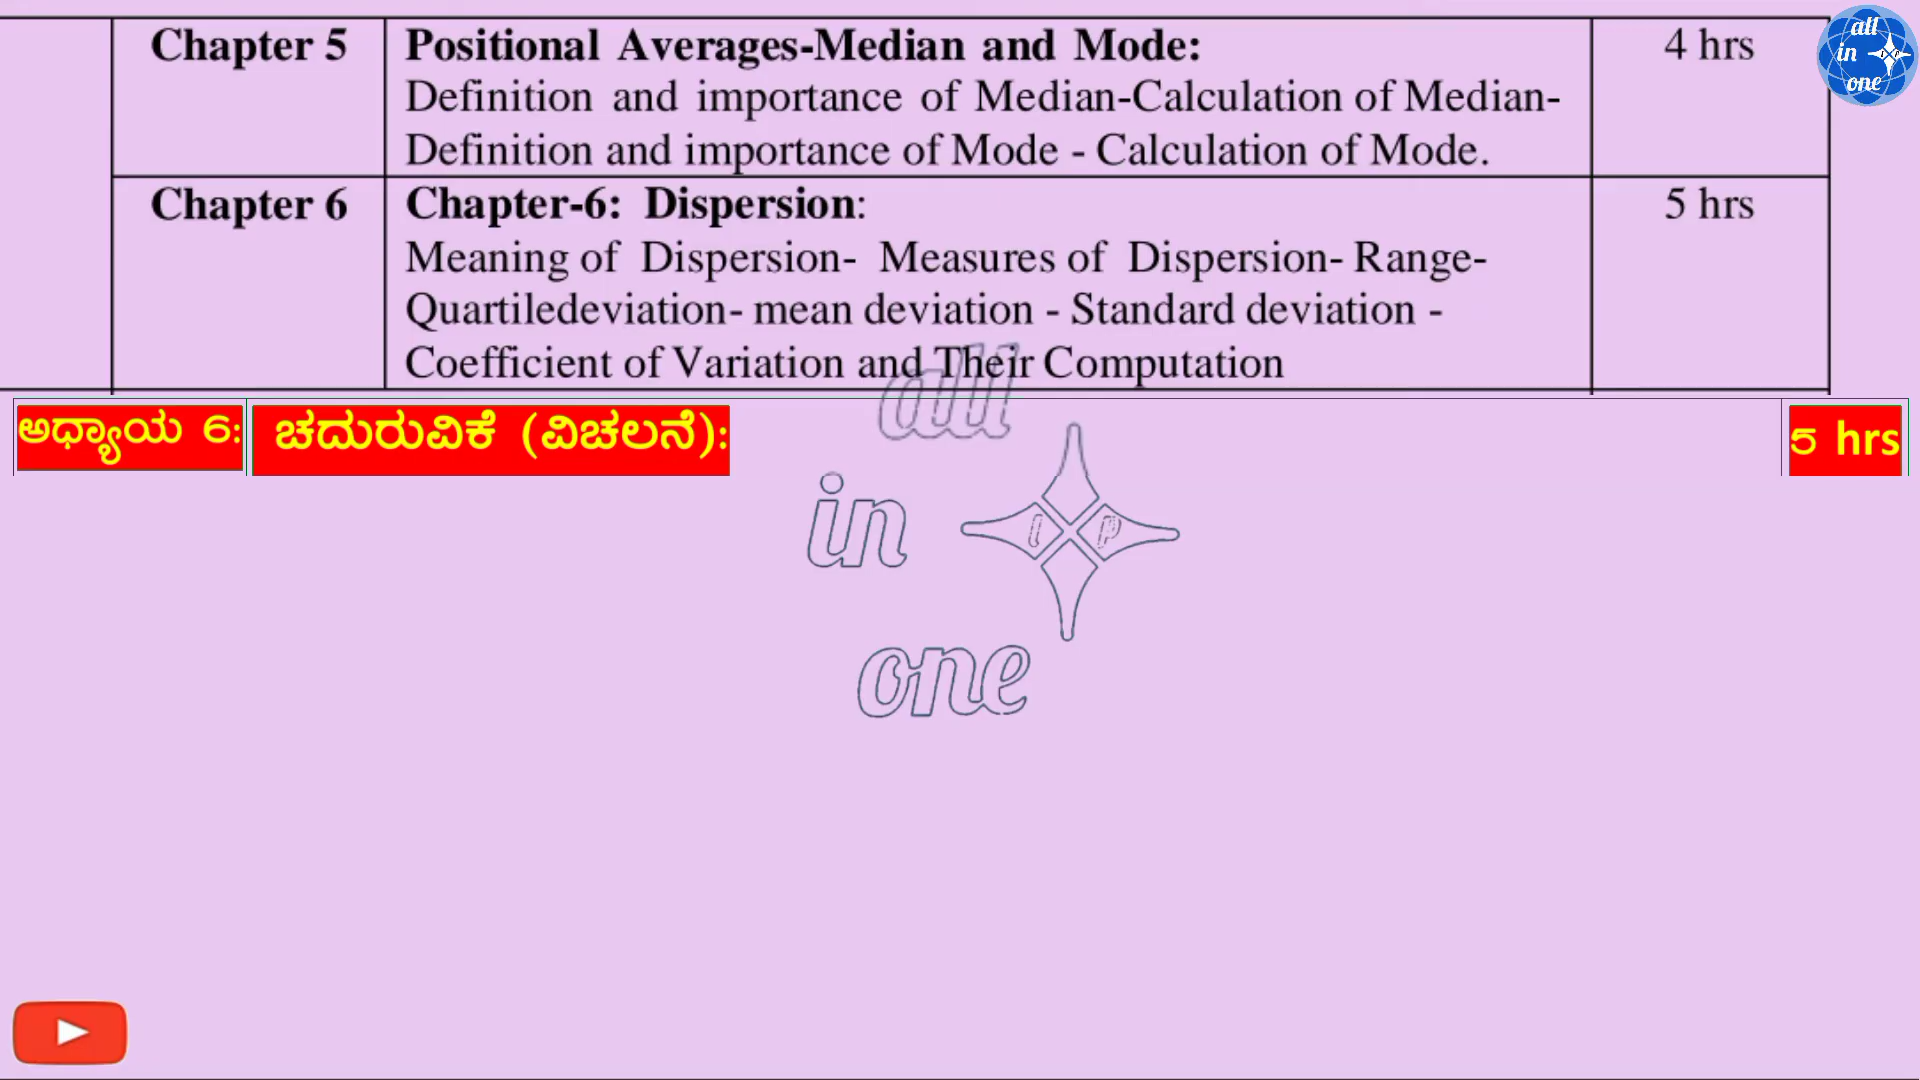 Chapter 5 Positional Averages-Median and Mode: 4 hrs
Definition and importance of Median-Calculation of Median-
Definition and importance of Mode - Calculation of Mode.
Chapter 6 Chapter-6: Dispersion: 5 hrs
Meaning of Dispersion- Measures of Dispersion- Range-
Quartiledeviation- mean deviation - Standard deviation -
Coefficient of Variation and Their Computation
ಅಧ್ಯಾಯ 6: ಚದುರುವಿಕೆ (ವಿಚಲನೆ): 5 hrs
all
in
one
all
in
I P
one